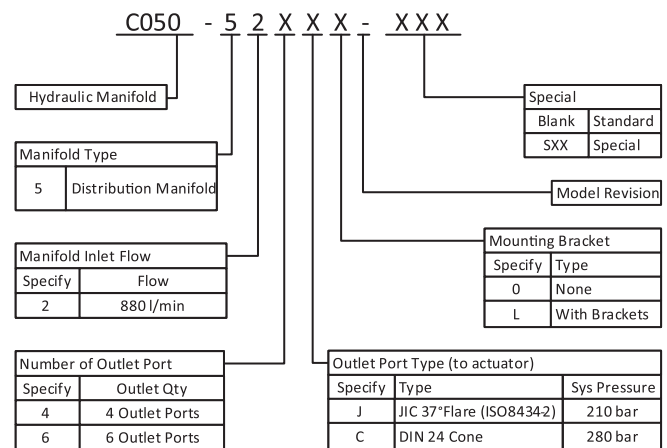 C050 - 5 2 X X X - X X X
Hydraulic Manifold
Special
Blank Standard
SXX Special
Manifold Type
5 Distribution Manifold
Model Revision
Mounting Bracket
Specify Type
0 None
L With Brackets
Manifold Inlet Flow
Specify Flow
2 880 l/min
Number of Outlet Port
Specify Outlet Qty
4 4 Outlet Ports
6 6 Outlet Ports
Outlet Port Type (to actuator)
Specify Type Sys Pressure
J JIC 37°Flare (ISO8434-2) 210 bar
C DIN 24 Cone 280 bar